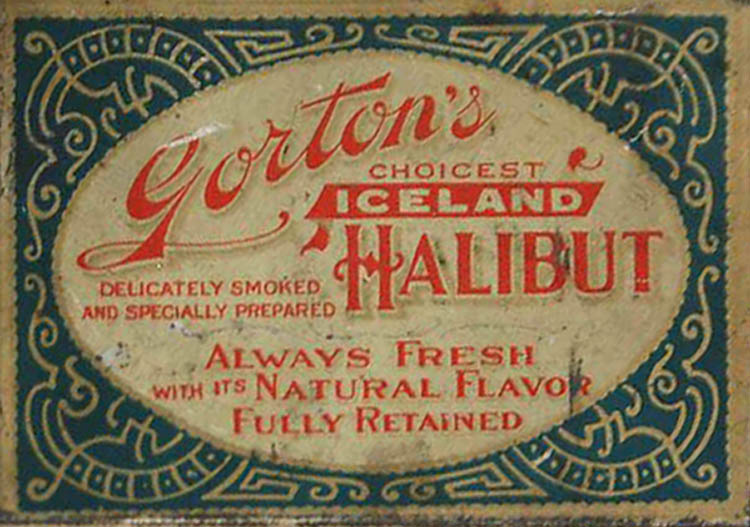 Gorton's
CHOICEST
ICELAND
HALIBUT
DELICATELY SMOKED
AND SPECIALLY PREPARED
ALWAYS FRESH
WITH ITS NATURAL FLAVOR
FULLY RETAINED